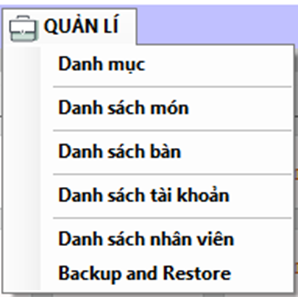 QUẢN LÍ
Danh mục
Danh sách món
Danh sách bàn
Danh sách tài khoản
Danh sách nhân viên
Backup and Restore